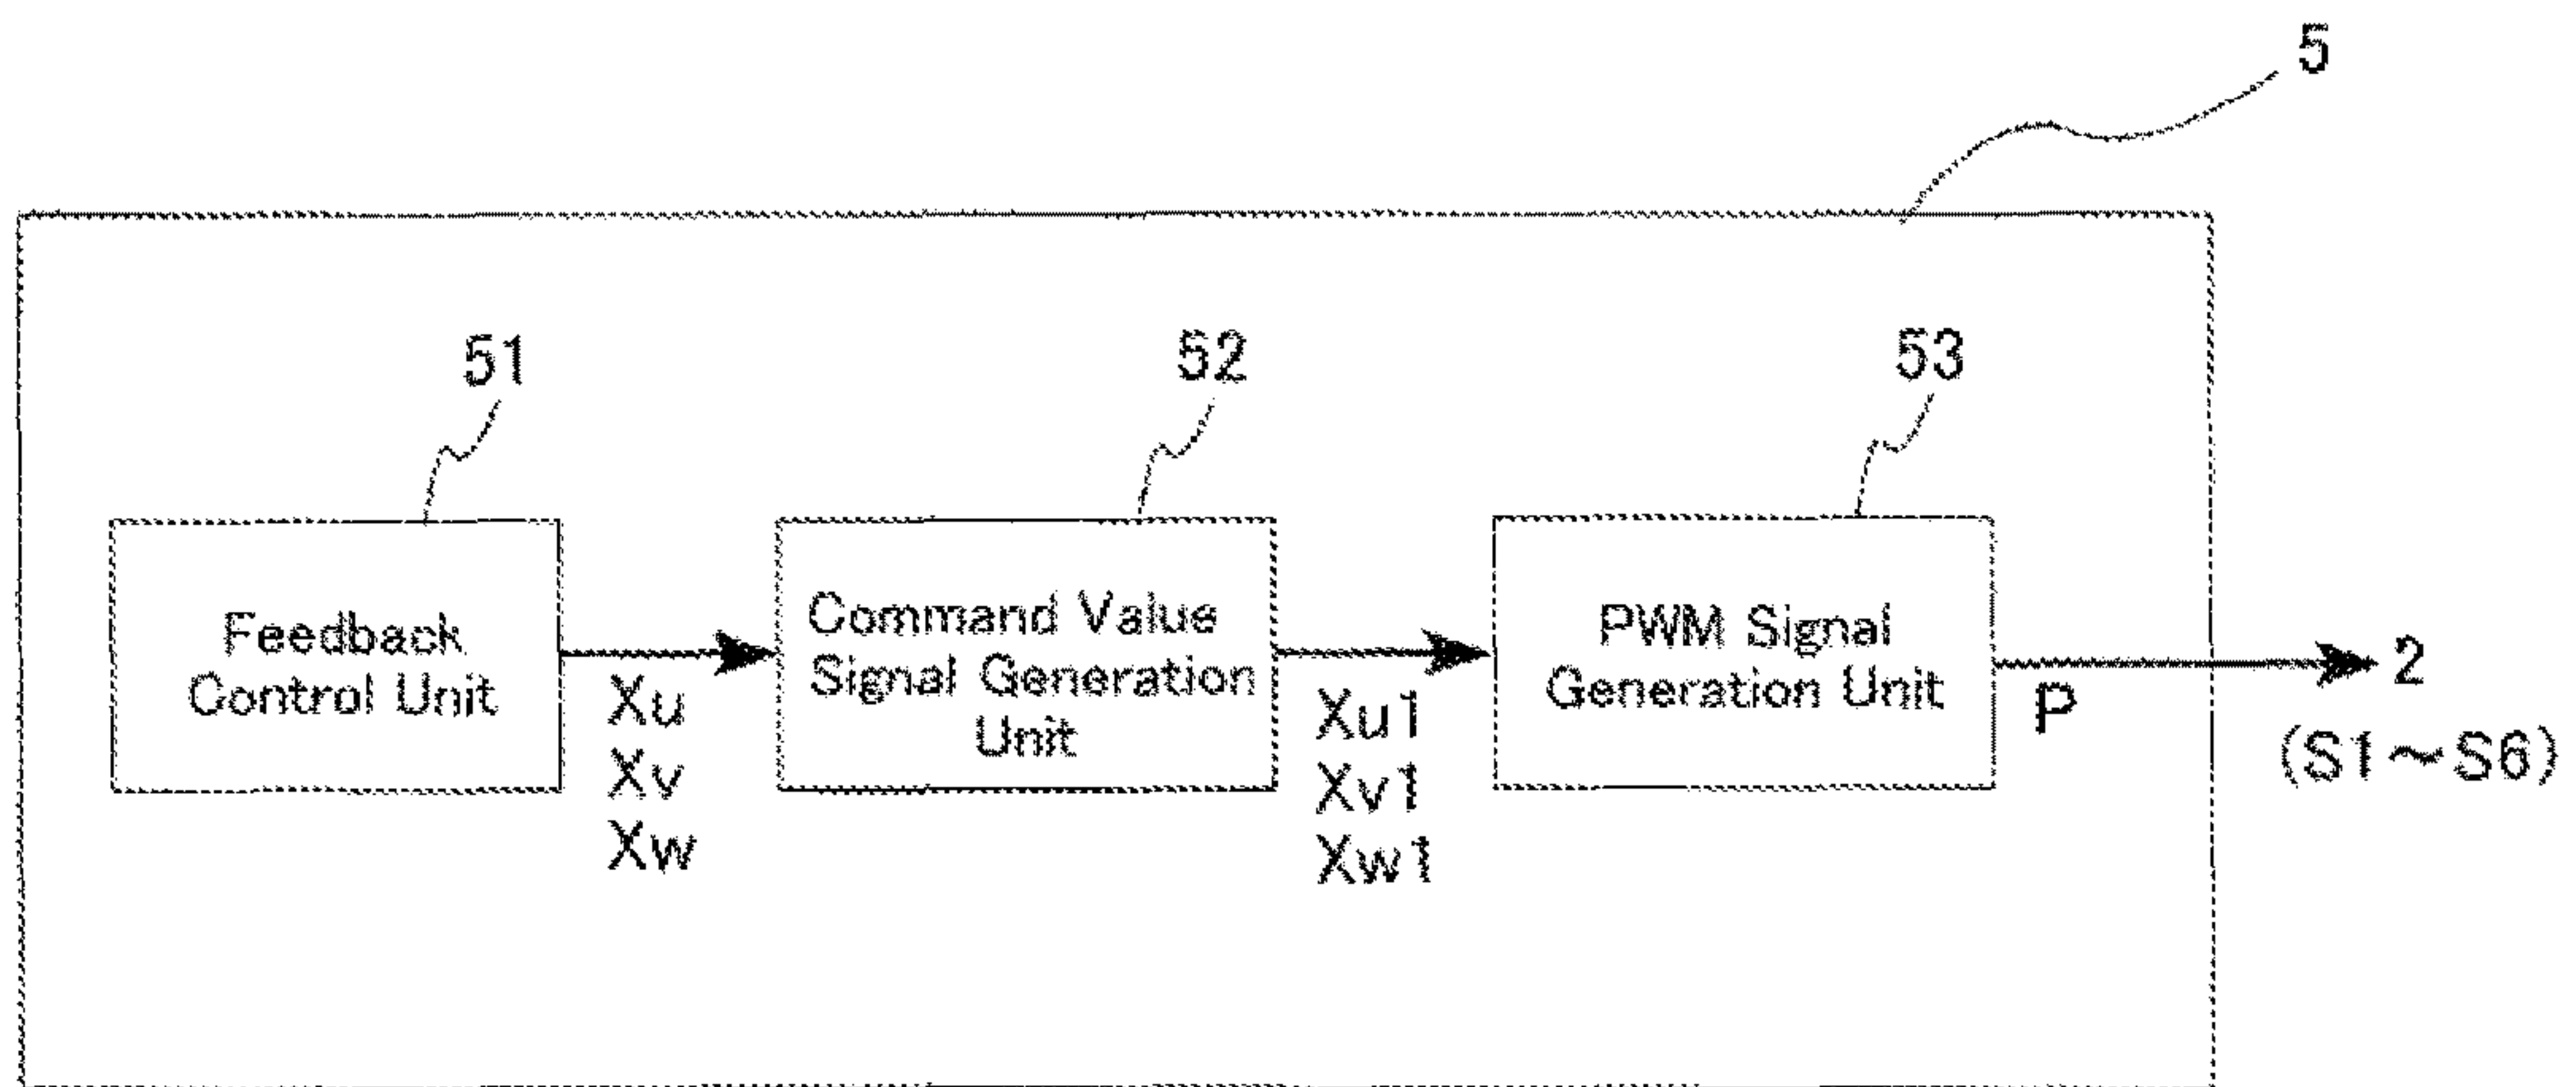 5
51
52
53
Feedback
Control Unit
Xu
Xv
Xw
Command Value
Signal Generation
Unit
Xu1
Xv1
Xw1
PWM Signal
Generation Unit
P
2
(S1～S6)